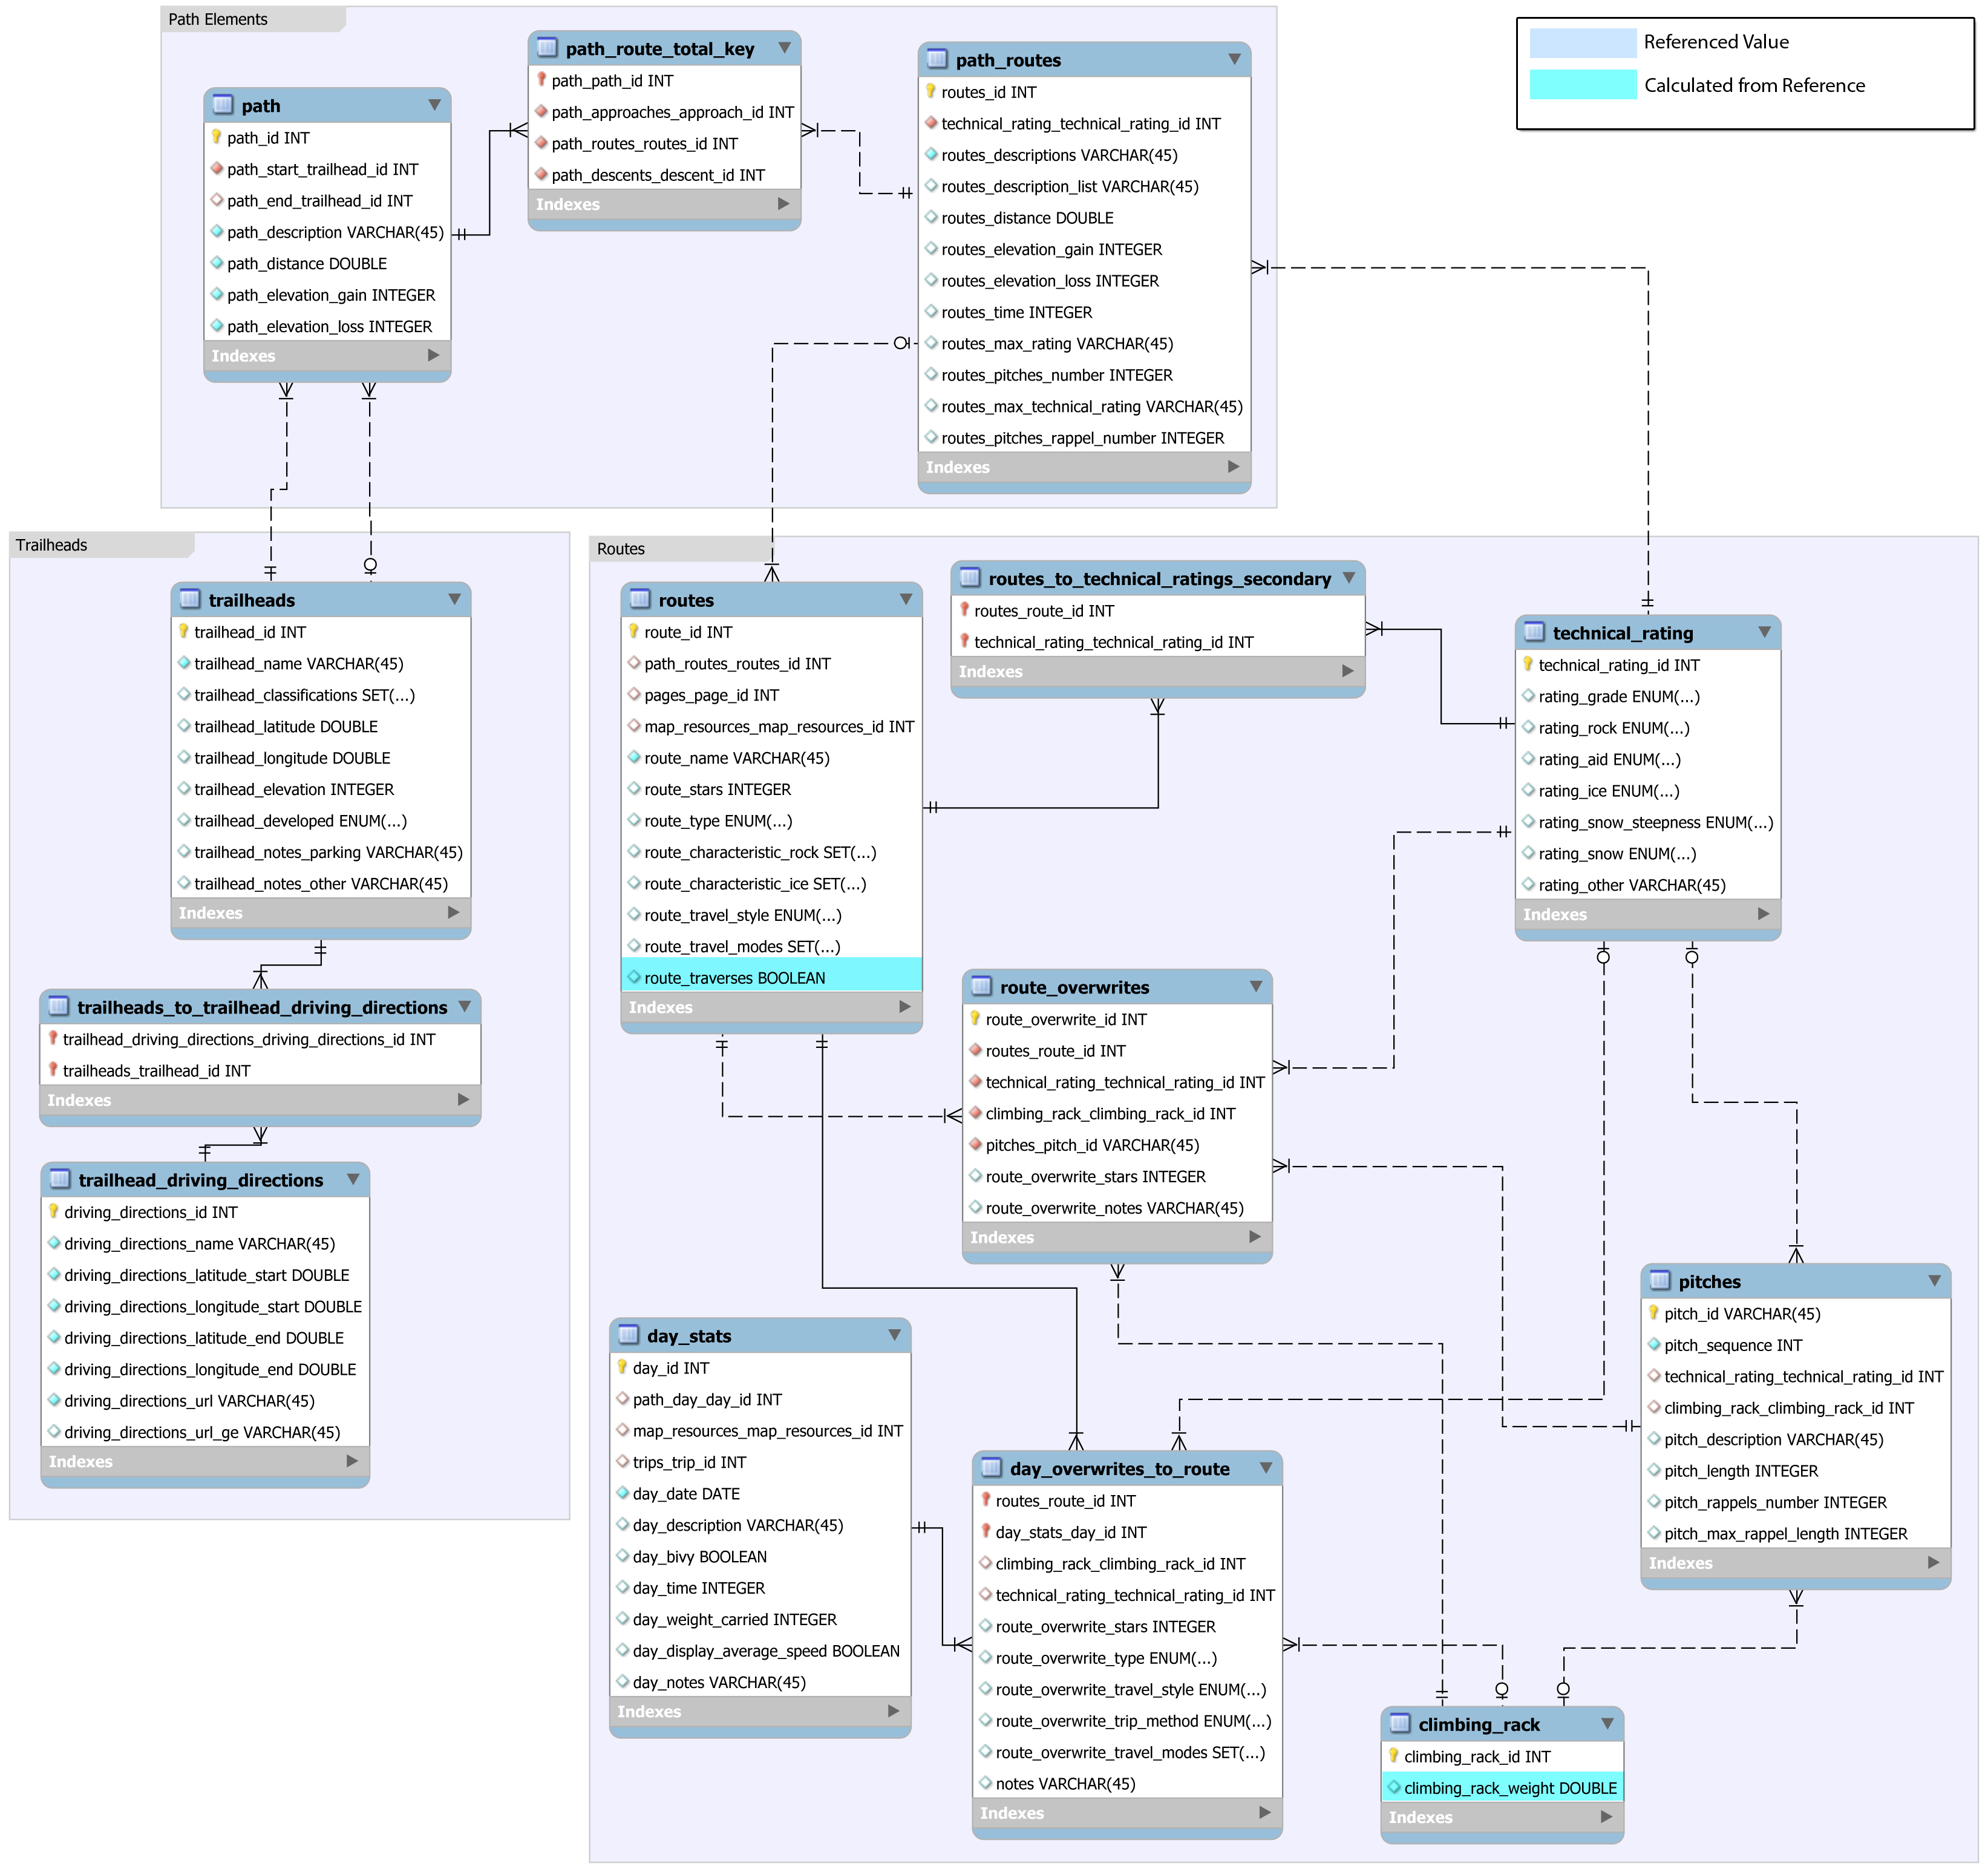 Path Elements
path
path_id INT
path_start_trailhead_id INT
path_end_trailhead_id INT
path_description VARCHAR(45)
path_distance DOUBLE
path_elevation_gain INTEGER
path_elevation_loss INTEGER
Indexes
path_route_total_key
path_path_id INT
path_approaches_approach_id INT
path_routes_routes_id INT
path_descents_descent_id INT
Indexes
path_routes
routes_id INT
technical_rating_technical_rating_id INT
routes_descriptions VARCHAR(45)
routes_description_list VARCHAR(45)
routes_distance DOUBLE
routes_elevation_gain INTEGER
routes_elevation_loss INTEGER
routes_time INTEGER
routes_max_rating VARCHAR(45)
routes_pitches_number INTEGER
routes_max_technical_rating VARCHAR(45)
routes_pitches_rappel_number INTEGER
Indexes
Referenced Value
Calculated from Reference
Trailheads
trailheads
trailhead_id INT
trailhead_name VARCHAR(45)
trailhead_classifications SET(...)
trailhead_latitude DOUBLE
trailhead_longitude DOUBLE
trailhead_elevation INTEGER
trailhead_developed ENUM(...)
trailhead_notes_parking VARCHAR(45)
trailhead_notes_other VARCHAR(45)
Indexes
trailheads_to_trailhead_driving_directions
trailhead_driving_directions_driving_directions_id INT
trailheads_trailhead_id INT
Indexes
trailhead_driving_directions
driving_directions_id INT
driving_directions_name VARCHAR(45)
driving_directions_latitude_start DOUBLE
driving_directions_longitude_start DOUBLE
driving_directions_latitude_end DOUBLE
driving_directions_longitude_end DOUBLE
driving_directions_url VARCHAR(45)
driving_directions_url_ge VARCHAR(45)
Indexes
Routes
routes
route_id INT
path_routes_routes_id INT
pages_page_id INT
map_resources_map_resources_id INT
route_name VARCHAR(45)
route_stars INTEGER
route_type ENUM(...)
route_characteristic_rock SET(...)
route_characteristic_ice SET(...)
route_travel_style ENUM(...)
route_travel_modes SET(...)
route_traverses BOOLEAN
Indexes
routes_to_technical_ratings_secondary
routes_route_id INT
technical_rating_technical_rating_id INT
Indexes
technical_rating
technical_rating_id INT
rating_grade ENUM(...)
rating_rock ENUM(...)
rating_aid ENUM(...)
rating_ice ENUM(...)
rating_snow_steepness ENUM(...)
rating_snow ENUM(...)
rating_other VARCHAR(45)
Indexes
route_overwrites
route_overwrite_id INT
routes_route_id INT
technical_rating_technical_rating_id INT
climbing_rack_climbing_rack_id INT
pitches_pitch_id VARCHAR(45)
route_overwrite_stars INTEGER
route_overwrite_notes VARCHAR(45)
Indexes
pitches
pitch_id VARCHAR(45)
pitch_sequence INT
technical_rating_technical_rating_id INT
climbing_rack_climbing_rack_id INT
pitch_description VARCHAR(45)
pitch_length INTEGER
pitch_rappels_number INTEGER
pitch_max_rappel_length INTEGER
Indexes
day_stats
day_id INT
path_day_day_id INT
map_resources_map_resources_id INT
trips_trip_id INT
day_date DATE
day_description VARCHAR(45)
day_bivy BOOLEAN
day_time INTEGER
day_weight_carried INTEGER
day_display_average_speed BOOLEAN
day_notes VARCHAR(45)
Indexes
day_overwrites_to_route
routes_route_id INT
day_stats_day_id INT
climbing_rack_climbing_rack_id INT
technical_rating_technical_rating_id INT
route_overwrite_stars INTEGER
route_overwrite_type ENUM(...)
route_overwrite_travel_style ENUM(...)
route_overwrite_trip_method ENUM(...)
route_overwrite_travel_modes SET(...)
notes VARCHAR(45)
Indexes
climbing_rack
climbing_rack_id INT
climbing_rack_weight DOUBLE
Indexes